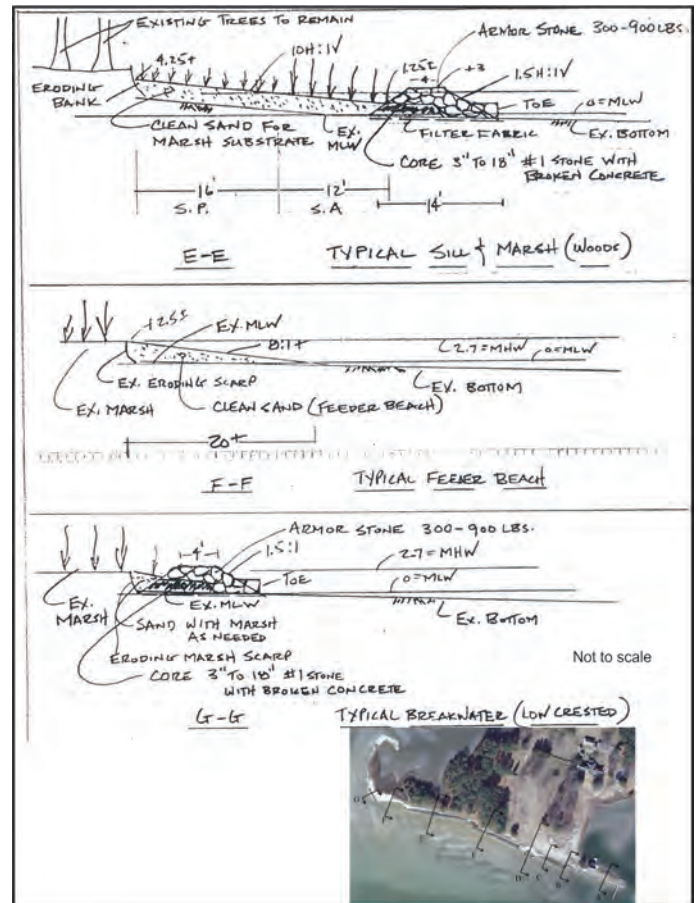 EXISTING TREES TO REMAIN
ARMOR STONE 300-900 LBS.
4.25±
10H:1V
1.25±
4
+3
1.5H:1V
ERODING
BANK
TOE
0=MLW
CLEAN SAND FOR
MARSH SUBSTRATE
EX.
MLW
FILTER FABRIC
EX. BOTTOM
CORE 3" TO 18" #1 STONE WITH
BROKEN CONCRETE
16'
12'
14'
S.P.
S.A
E-E
TYPICAL SILL & MARSH (WOODS)
EX. MLW
2.7=MHW
0=MLW
EX. ERODING SCARP
EX. BOTTOM
EX. MARSH
CLEAN SAND (FEEDER BEACH)
20±
F-F
TYPICAL FEEDER BEACH
ARMOR STONE 300-900 LBS.
4'
1.5:1
2.7=MHW
TOE
0=MLW
EX.
MARSH
EX. MLW
SAND WITH MARSH
AS NEEDED
EX. BOTTOM
ERODING MARSH SCARP
CORE 3" TO 18" #1 STONE
WITH BROKEN CONCRETE
Not to scale
G-G
TYPICAL BREAKWATER (LOW CRESTED)